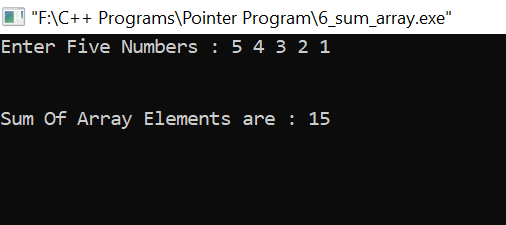 "F:\C++ Programs\Pointer Program\6_sum_array.exe"
Enter Five Numbers : 5 4 3 2 1
Sum Of Array Elements are : 15